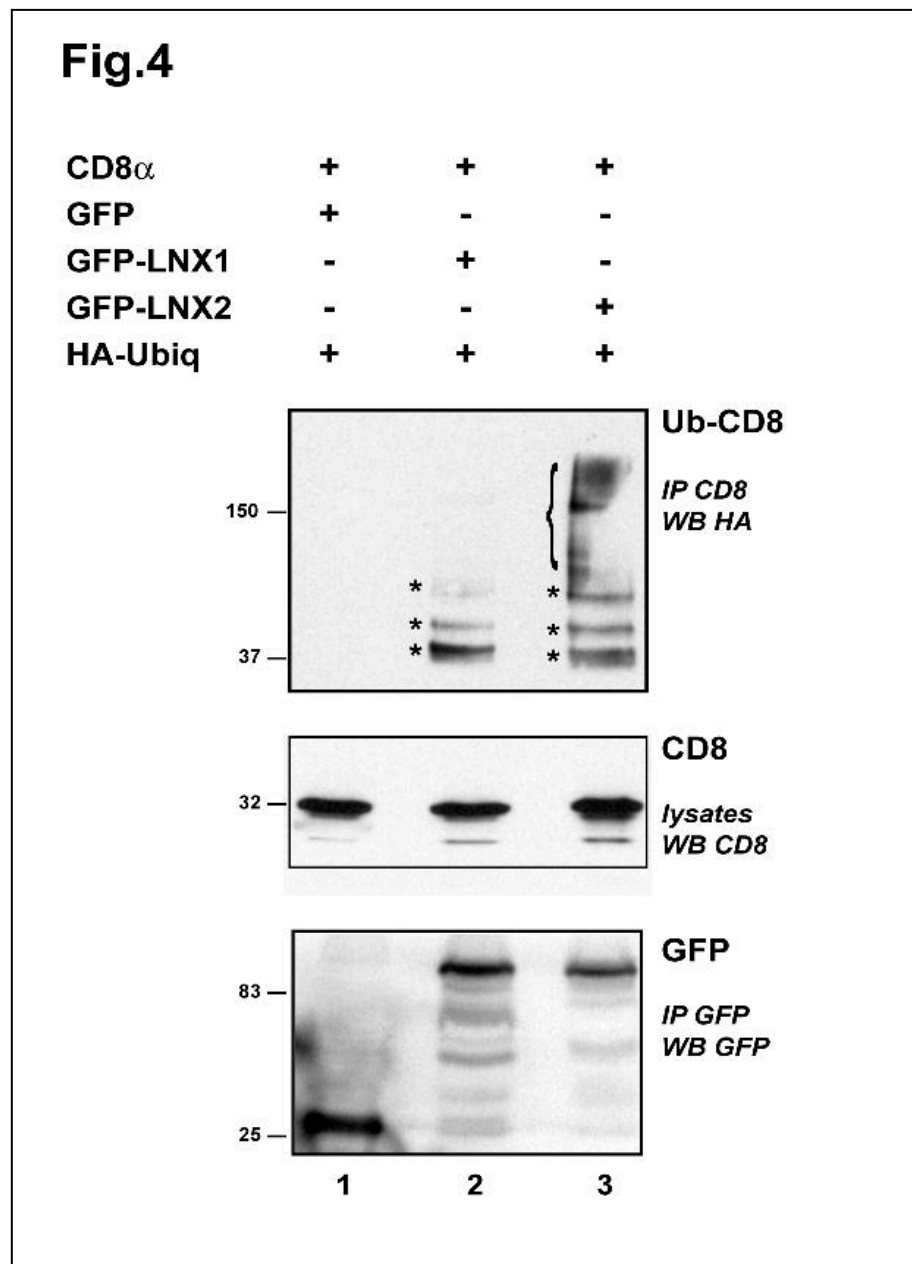 Fig.4
CD8α + + +
GFP + - -
GFP-LNX1 - + -
GFP-LNX2 - - +
HA-Ubiq + + +
Ub-CD8
IP CD8
150
WB HA
*
*
*
*
*
*
37
CD8
32
lysates
WB CD8
GFP
83
IP GFP
WB GFP
25
1 2 3